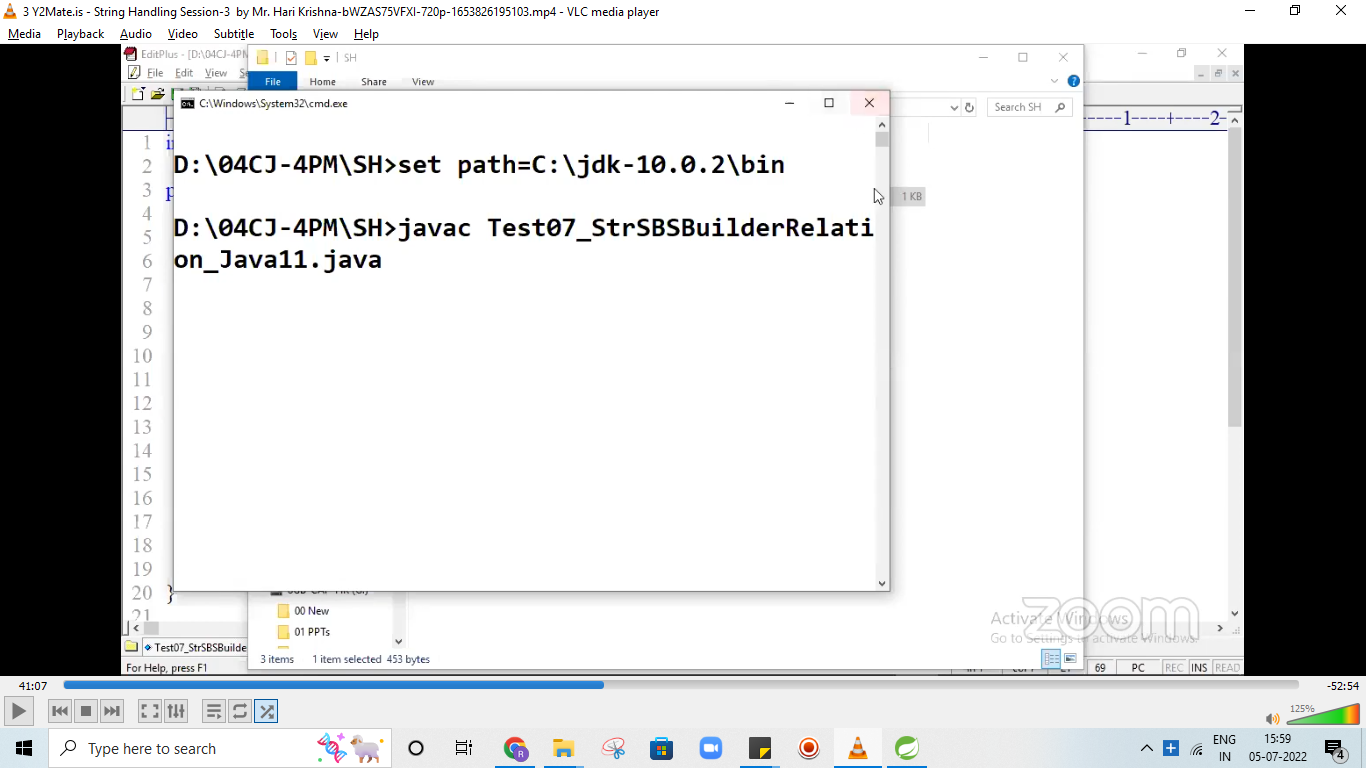 3 Y2Mate.is - String Handling Session-3  by Mr. Hari Krishna-bWZAS75VFXI-720p-1653826195103.mp4 - VLC media player
Media Playback Audio Video Subtitle Tools View Help
EditPlus - [D:\04CJ-4PM
SH
File Edit View
File Home Share View
C:\Windows\System32\cmd.exe
Search SH
1
2
3
4
5
6
7
8
9
10
11
12
13
14
15
16
17
18
19
20
21
----1----+----2-
D:\04CJ-4PM\SH>set path=C:\jdk-10.0.2\bin
1 KB
D:\04CJ-4PM\SH>javac Test07_StrSBSBuilderRelati
on_Java11.java
}
00 New
01 PPTs
zoom
Activate Windows
Go to Settings to activate Windows.
Test07_StrSBSBuilde
3 items 1 item selected 453 bytes
For Help, press F1
69 PC REC INS READ
41:07
-52:54
125%
Type here to search
ENG
IN
15:59
05-07-2022
4